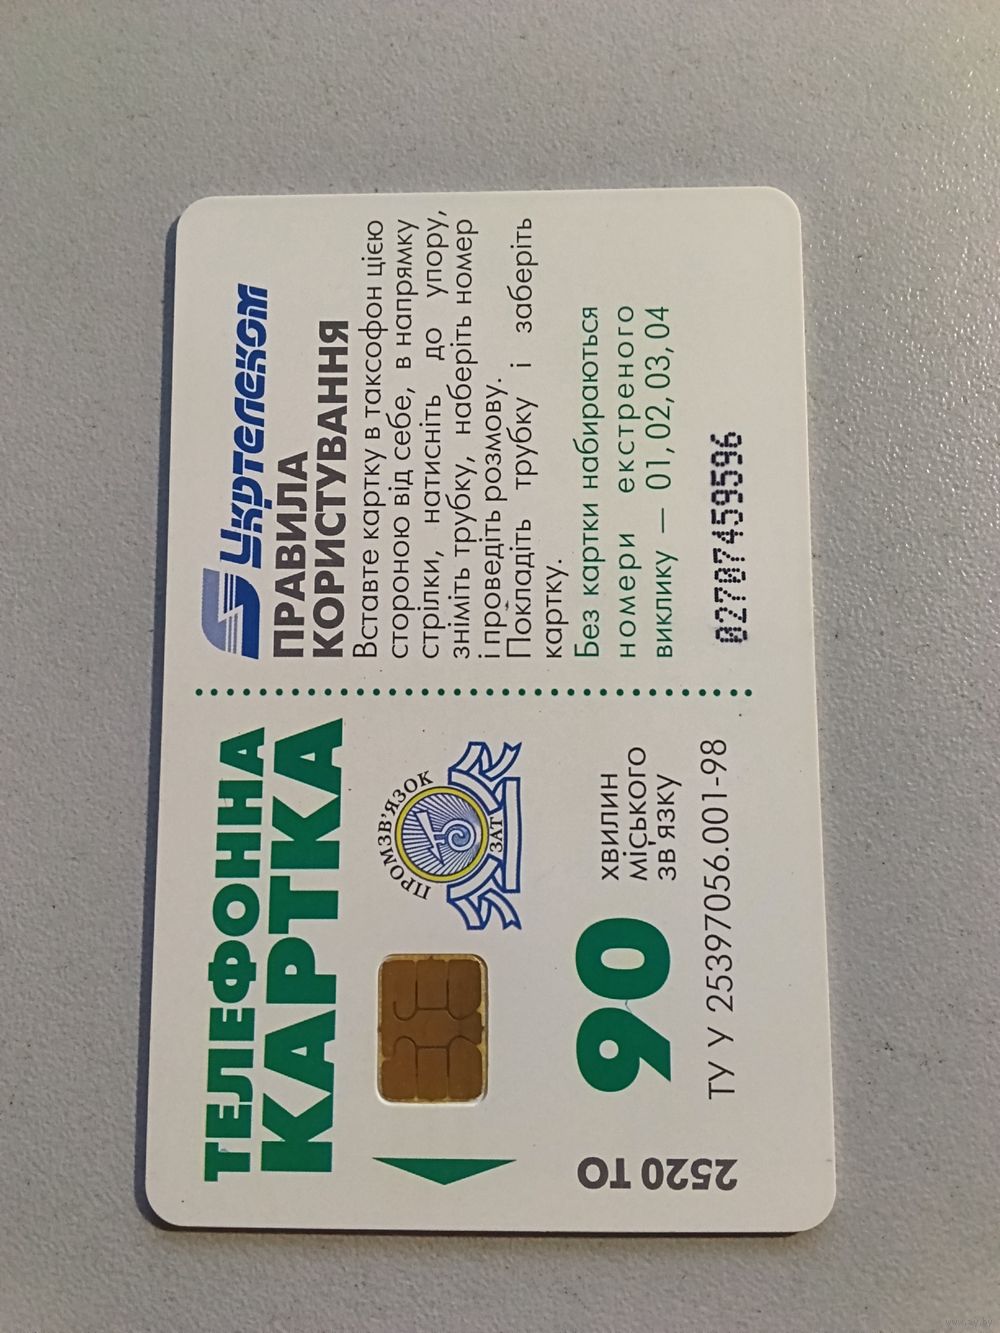 ТЕЛЕФОННА
КАРТКА
ПРОМЗВ'ЯЗОК
ЗАТ
90
ХВИЛИН
МІСЬКОГО
ЗВ'ЯЗКУ
ТУ У 25397056.001-98
2520 ТО
Укртелеком
ПРАВИЛА
КОРИСТУВАННЯ
Вставте картку в таксофон цією
стороною від себе, в напрямку
стрілки, натисніть до упору,
зніміть трубку, наберіть номер
і проведіть розмову.
Покладіть трубку і заберіть
картку.
Без картки набираються
номери екстреного
виклику — 01, 02, 03, 04
02707459596